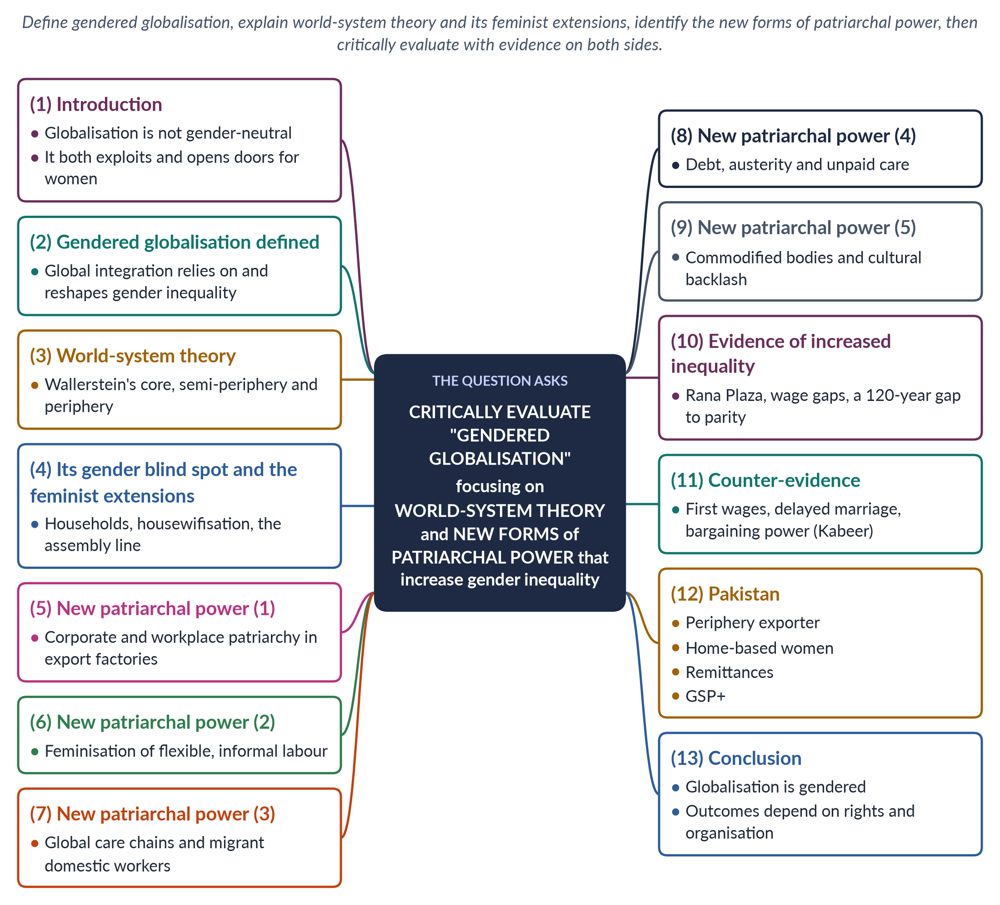 Define gendered globalisation, explain world-system theory and its feminist extensions, identify the new forms of patriarchal power, then
critically evaluate with evidence on both sides.
(1) Introduction
• Globalisation is not gender-neutral
• It both exploits and opens doors for
women
(2) Gendered globalisation defined
• Global integration relies on and
reshapes gender inequality
(3) World-system theory
• Wallerstein's core, semi-periphery and
periphery
(4) Its gender blind spot and the
feminist extensions
• Households, housewifisation, the
assembly line
(5) New patriarchal power (1)
• Corporate and workplace patriarchy in
export factories
(6) New patriarchal power (2)
• Feminisation of flexible, informal labour
(7) New patriarchal power (3)
• Global care chains and migrant
domestic workers
THE QUESTION ASKS
CRITICALLY EVALUATE
"GENDERED
GLOBALISATION"
focusing on
WORLD-SYSTEM THEORY
and NEW FORMS of
PATRIARCHAL POWER that
increase gender inequality
(8) New patriarchal power (4)
• Debt, austerity and unpaid care
(9) New patriarchal power (5)
• Commodified bodies and cultural
backlash
(10) Evidence of increased
inequality
• Rana Plaza, wage gaps, a 120-year gap
to parity
(11) Counter-evidence
• First wages, delayed marriage,
bargaining power (Kabeer)
(12) Pakistan
• Periphery exporter
• Home-based women
• Remittances
• GSP+
(13) Conclusion
• Globalisation is gendered
• Outcomes depend on rights and
organisation